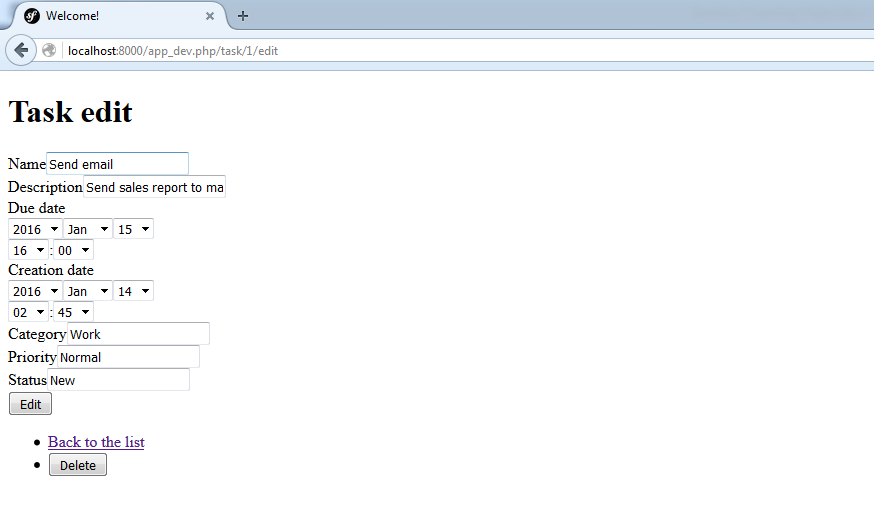 sf Welcome!
localhost:8000/app_dev.php/task/1/edit
Task edit
Name Send email
Description Send sales report to ma
Due date
2016 Jan 15
16 : 00
Creation date
2016 Jan 14
02 : 45
Category Work
Priority Normal
Status New
Edit
Back to the list
Delete